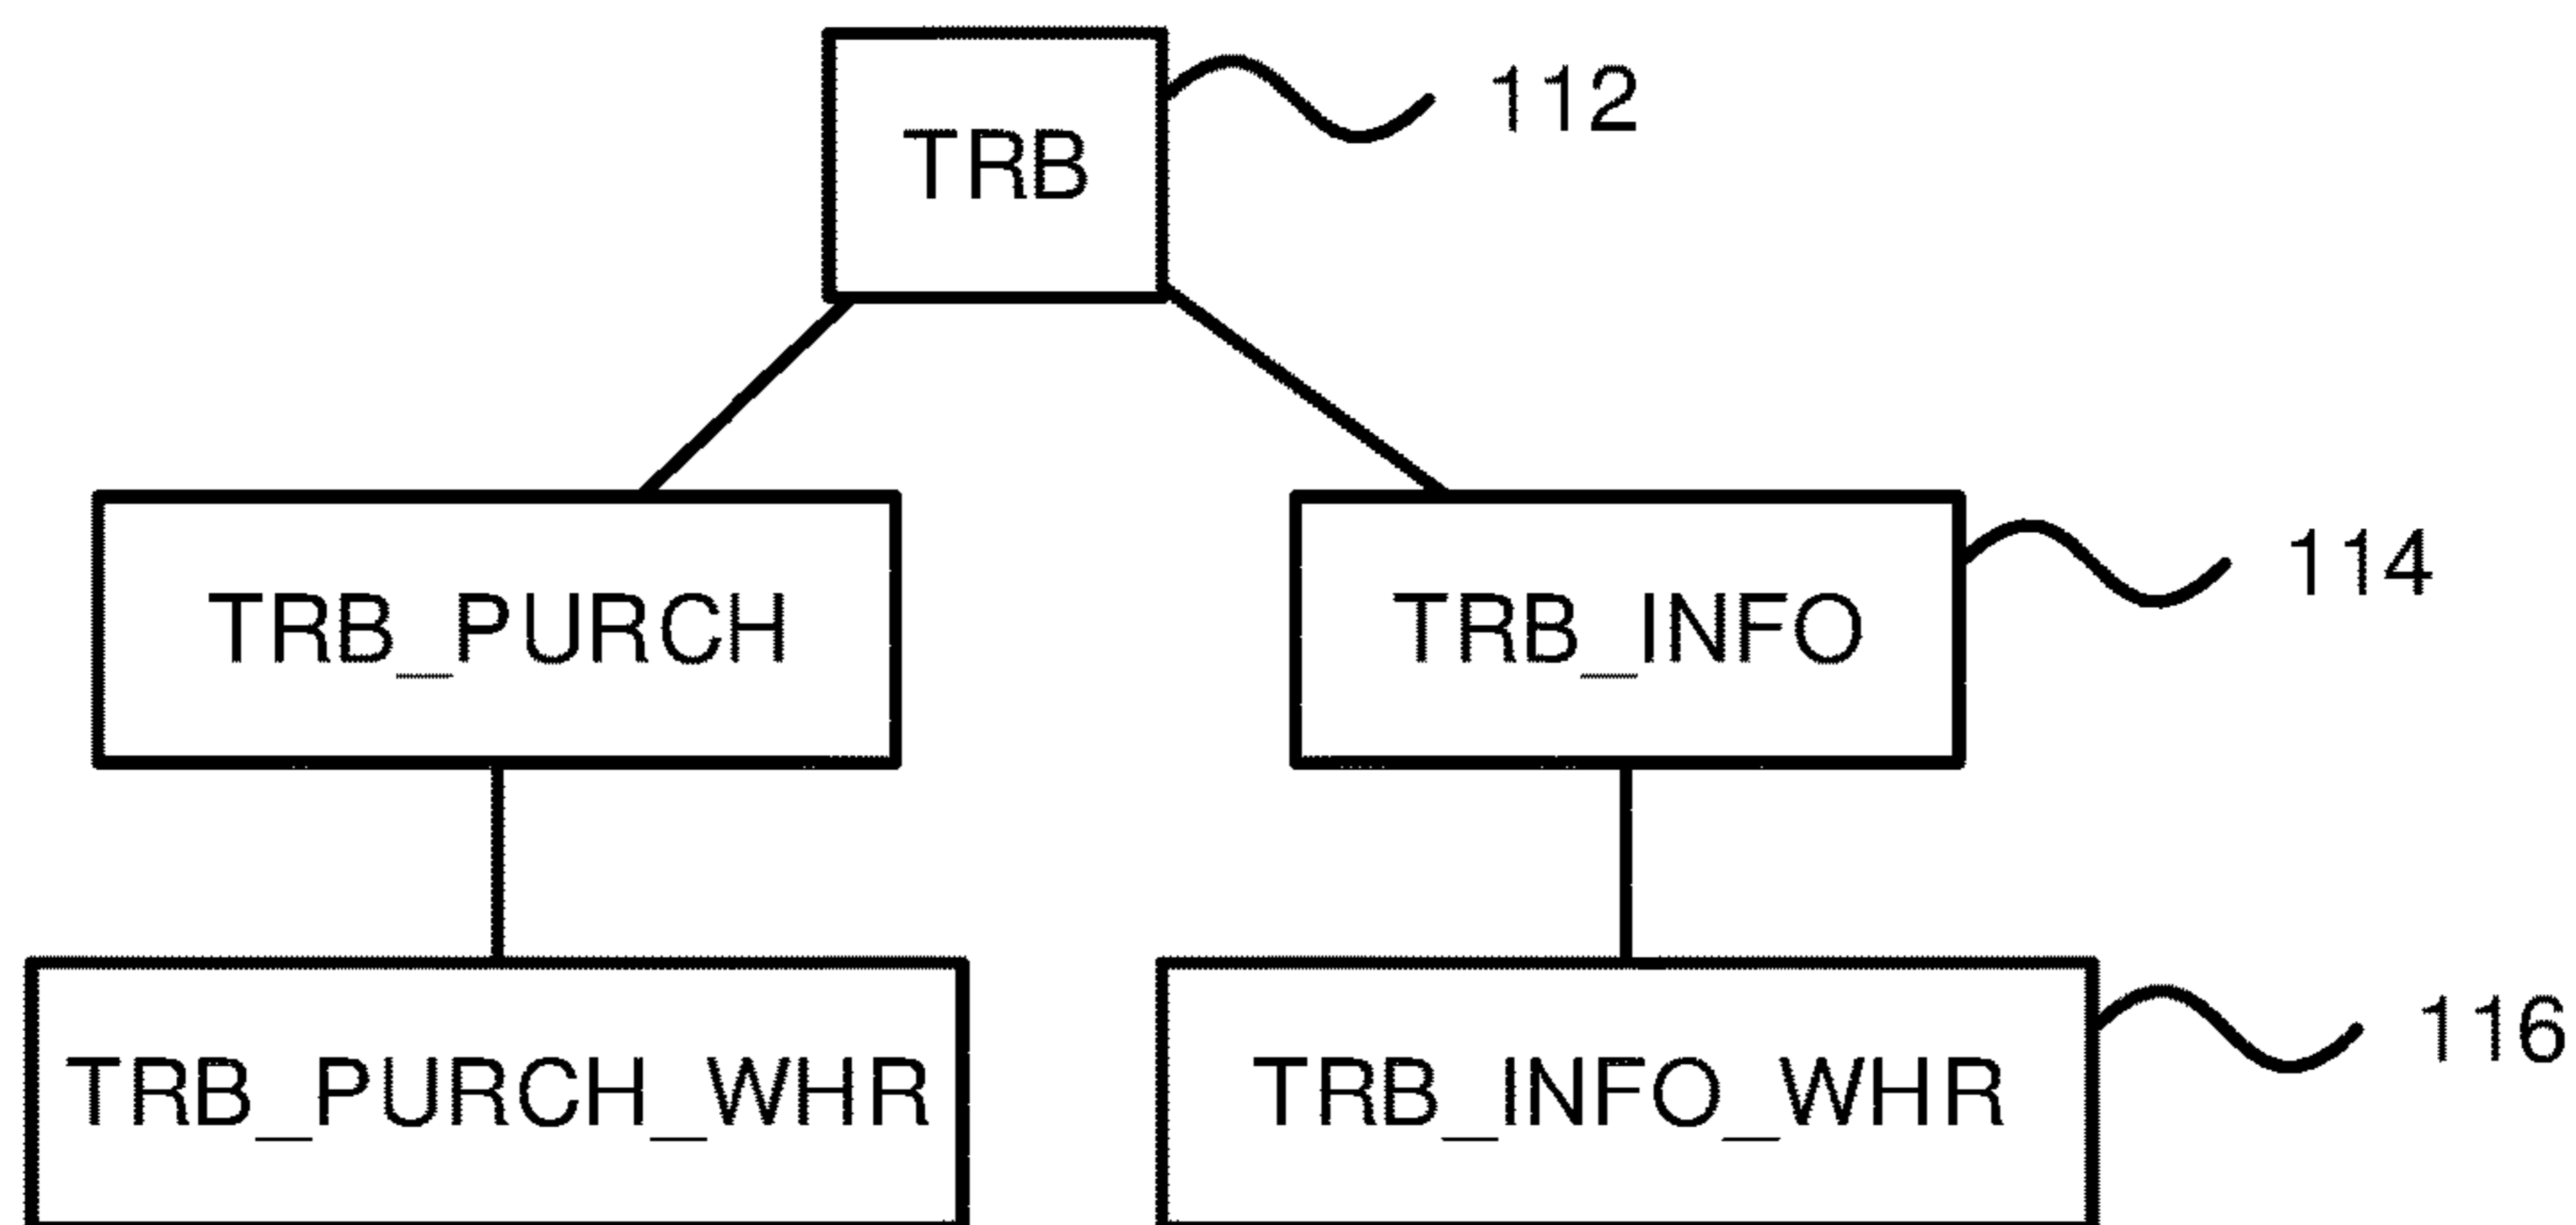 TRB
112
TRB_PURCH
TRB_INFO
114
TRB_PURCH_WHR
TRB_INFO_WHR
116